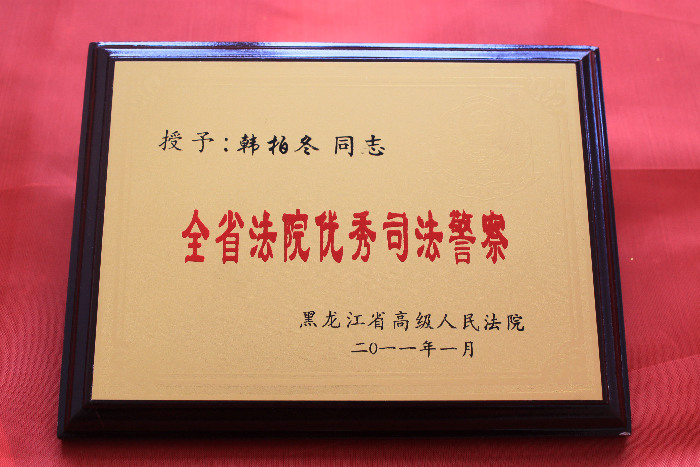 授予：韩柏冬 同志
全省法院优秀司法警察
黑龙江省高级人民法院
二〇一一年一月